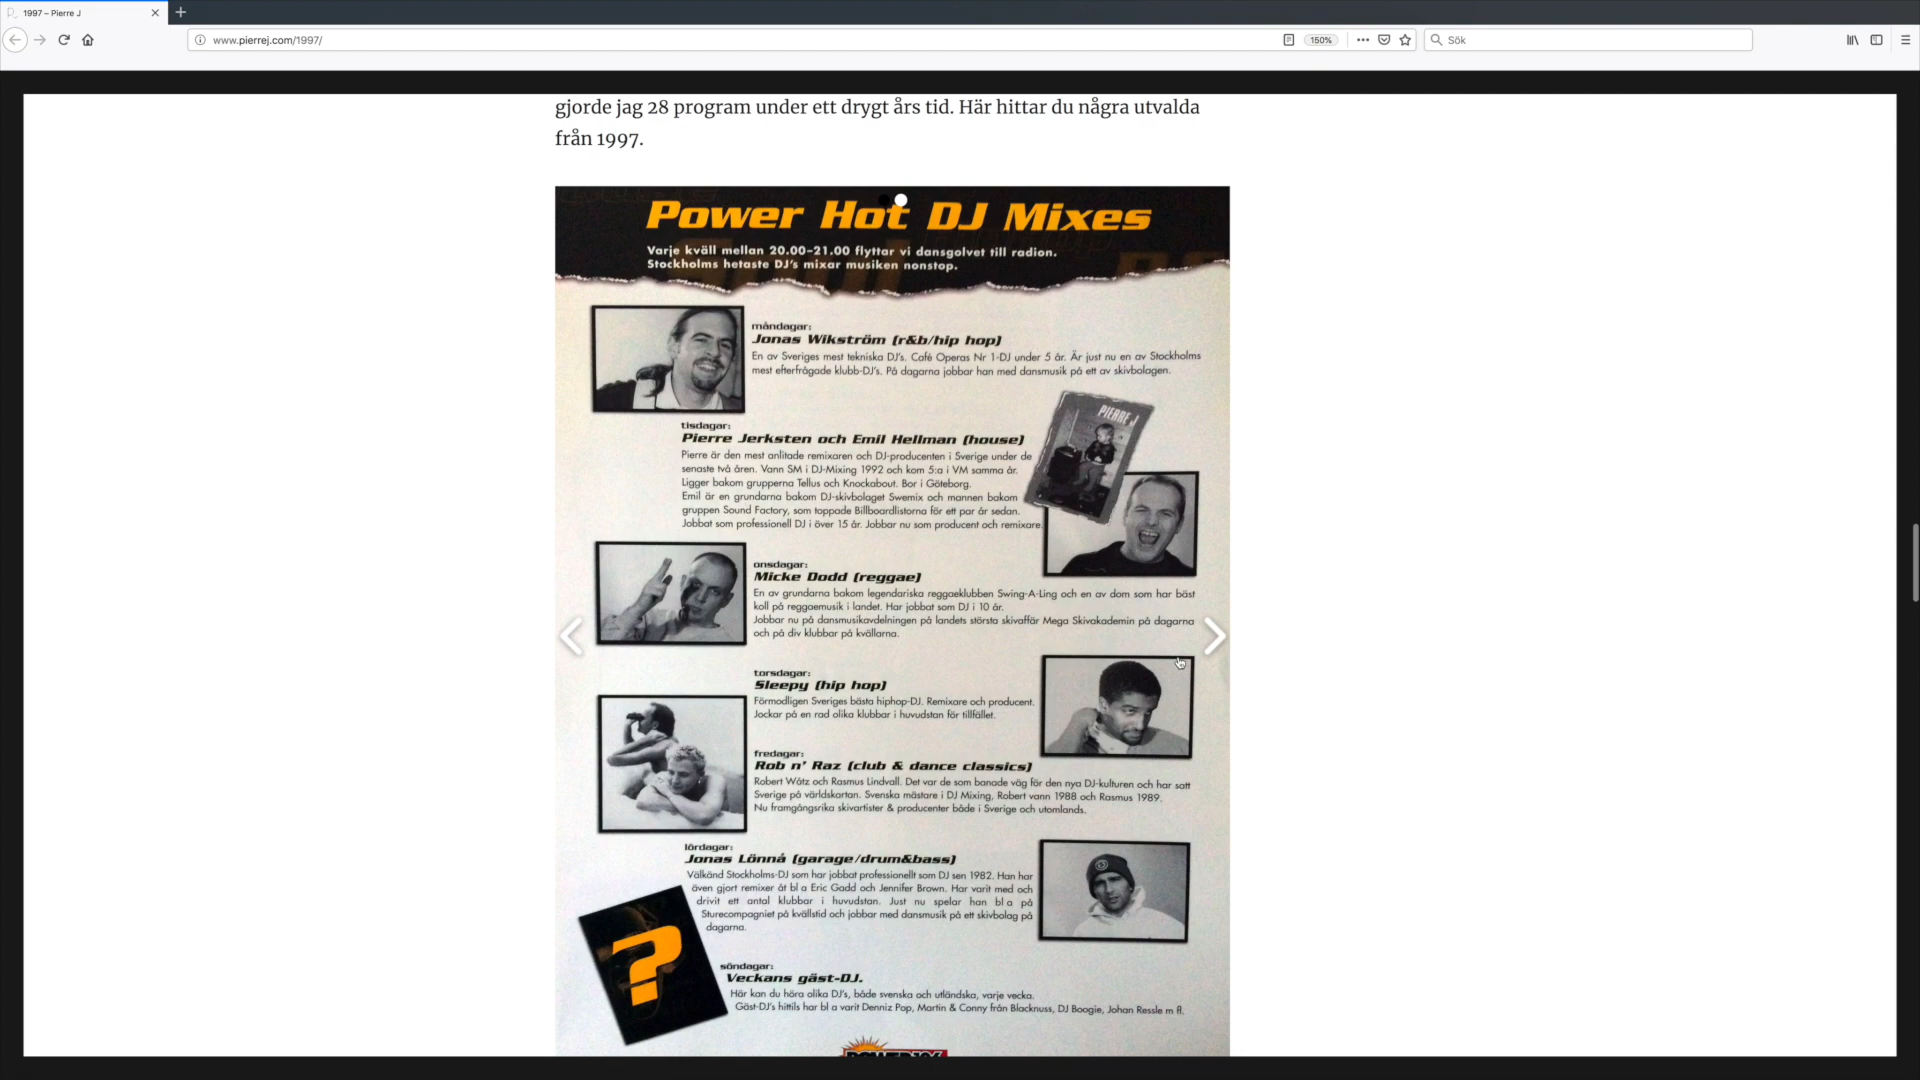 1997 – Pierre J
www.pierrej.com/1997/
150%
Sök
gjorde jag 28 program under ett drygt års tid. Här hittar du några utvalda
från 1997.
Power Hot DJ Mixes
Varje kväll mellan 20.00–21.00 flyttar vi dansgolvet till radion.
Stockholms hetaste DJ's mixar musiken nonstop.
måndagar:
Jonas Wikström (r&b/hip hop)
En av Sveriges mest tekniska DJ's. Café Operas Nr 1-DJ under 5 år. Är just nu en av Stockholms
mest efterfrågade klubb-DJ's. På dagarna jobbar han med dansmusik på ett av skivbolagen.
PIERRE J
tisdagar:
Pierre Jerksten och Emil Hellman (house)
Pierre är den mest anlitade remixaren och DJ-producenten i Sverige under de
senaste två åren. Vann SM i DJ-Mixing 1992 och kom 5:a i VM samma år.
Ligger bakom grupperna Tellus och Knockabout. Bor i Göteborg.
Emil är en grundarna bakom DJ-skivbolaget Swemix och mannen bakom
gruppen Sound Factory, som toppade Billboardlistorna för ett par år sedan.
Jobbat som professionell DJ i över 15 år. Jobbar nu som producent och remixare.
onsdagar:
Micke Dodd (reggae)
En av grundarna bakom legendariska reggaeklubben Swing-A-Ling och en av dom som har bäst
koll på reggaemusik i landet. Har jobbat som DJ i 10 år.
Jobbar nu på dansmusikavdelningen på landets största skivaffär Mega Skivakademin på dagarna
och på div klubbar på kvällarna.
torsdagar:
Sleepy (hip hop)
Förmodligen Sveriges bästa hiphop-DJ. Remixare och producent.
Jockar på en rad olika klubbar i huvudstan för tillfället.
fredagar:
Rob n' Raz (club & dance classics)
Robert Wåtz och Rasmus Lindvall. Det var de som banade väg för den nya DJ-kulturen och har satt
Sverige på världskartan. Svenska mästare i DJ Mixing, Robert vann 1988 och Rasmus 1989.
Nu framgångsrika skivartister & producenter både i Sverige och utomlands.
lördagar:
Jonas Lönnå (garage/drum&bass)
Välkänd Stockholms-DJ som har jobbat professionellt som DJ sen 1982. Han har
även gjort remixer åt bl a Eric Gadd och Jennifer Brown. Har varit med och
drivit ett antal klubbar i huvudstan. Just nu spelar han bl a på
Sturecompagniet på kvällstid och jobbar med dansmusik på ett skivbolag på
dagarna.
?
söndagar:
Veckans gäst-DJ.
Här kan du höra olika DJ's, både svenska och utländska, varje vecka.
Gäst-DJ's hittils har bl a varit Denniz Pop, Martin & Conny från Blacknuss, DJ Boogie, Johan Ressle m fl.